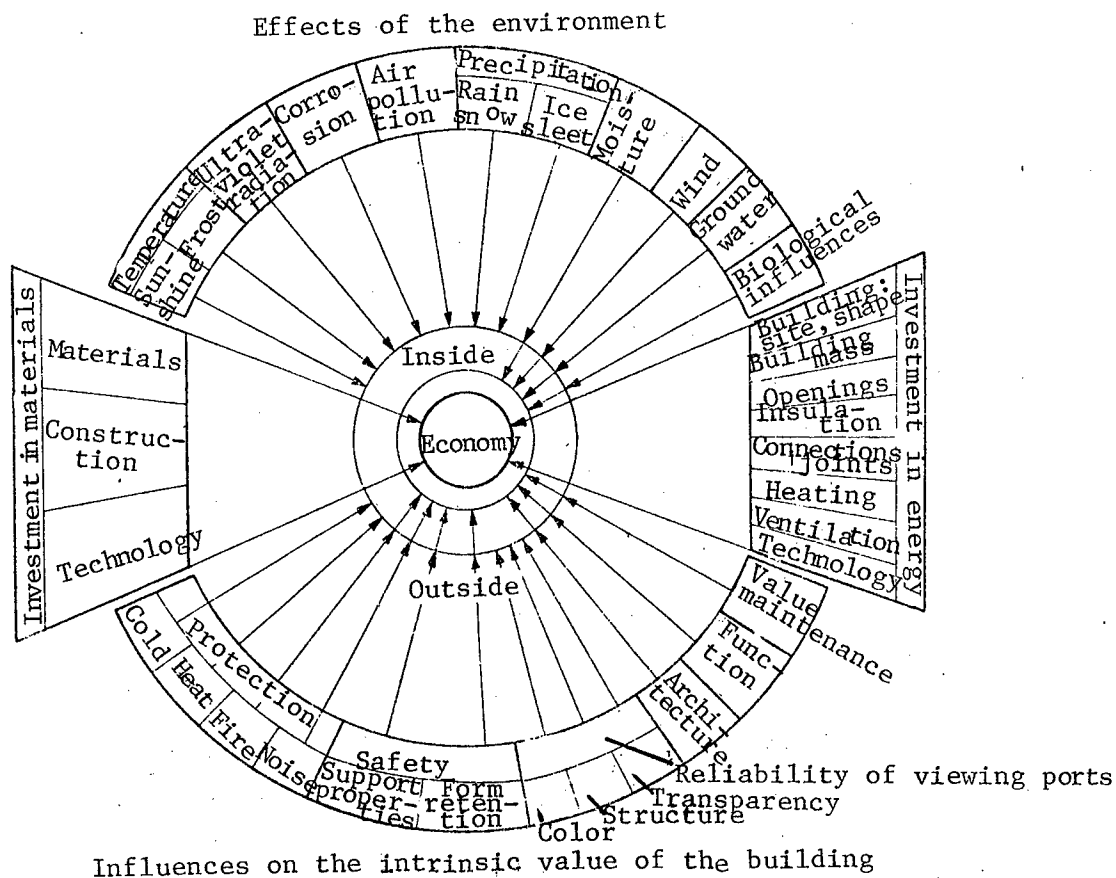 Effects of the environment
Temperature
Sun-
shine
Frost
Ultra-
violet
radia-
tion
Corro-
sion
Air
pollu-
tion
Precipitation
Rain
snow
Ice
sleet
Mois-
ture
Wind
Ground
water
Biological
influences
Investment in materials
Materials
Construc-
tion
Technology
Inside
Economy
Outside
Building:
site, shape
Building
mass
Openings
Insula-
tion
Connections
joints
Heating
Ventilation
Technology
Investment in energy
Protection
Cold
Heat
Fire
Noise
Safety
Support
proper-
ties
Form
reten-
tion
Value
maintenance
Func-
tion
Archi-
tecture
Reliability of viewing ports
Transparency
Structure
Color
Influences on the intrinsic value of the building